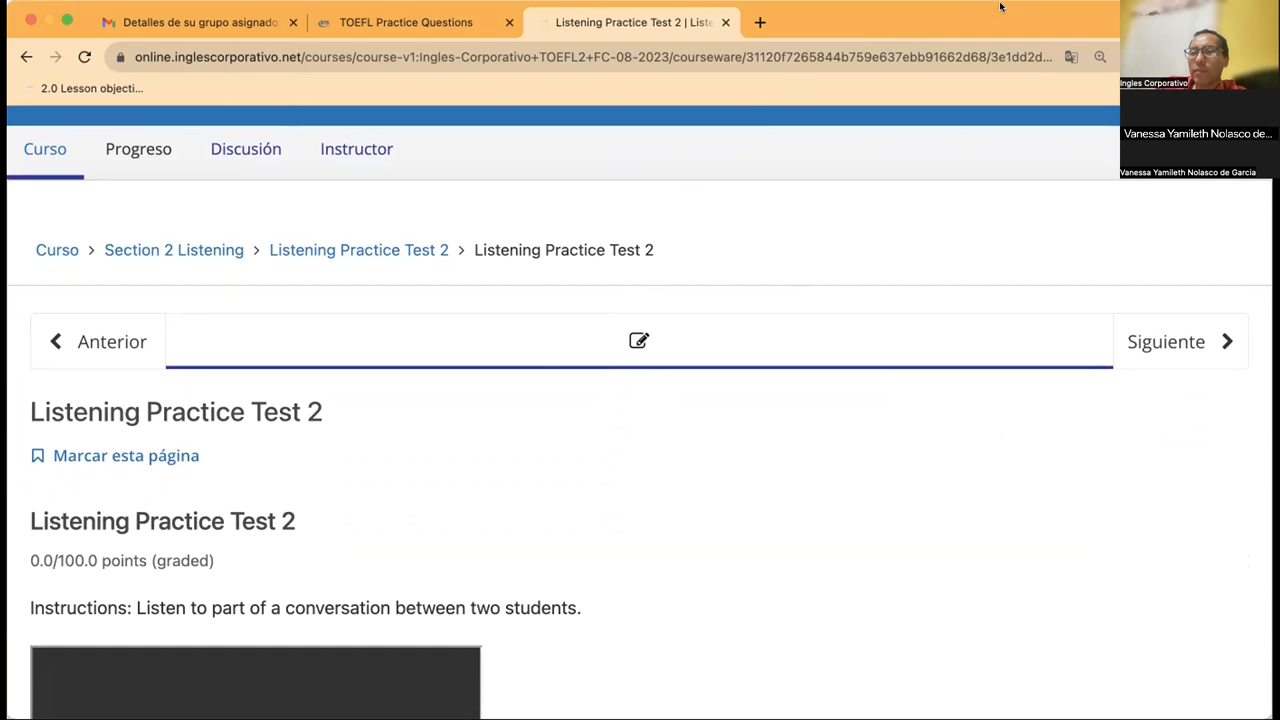 Detalles de su grupo asignado
TOEFL Practice Questions
Listening Practice Test 2 | Liste
online.inglescorporativo.net/courses/course-v1:Ingles-Corporativo+TOEFL2+FC-08-2023/courseware/31120f7265844b759e637ebb91662d68/3e1dd2d...
2.0 Lesson objecti...
Ingles Corporativo
Vanessa Yamileth Nolasco de...
Vanessa Yamileth Nolasco de Garcia
Curso
Progreso
Discusión
Instructor
Curso > Section 2 Listening > Listening Practice Test 2 > Listening Practice Test 2
Anterior
Siguiente
Listening Practice Test 2
Marcar esta página
Listening Practice Test 2
0.0/100.0 points (graded)
Instructions: Listen to part of a conversation between two students.